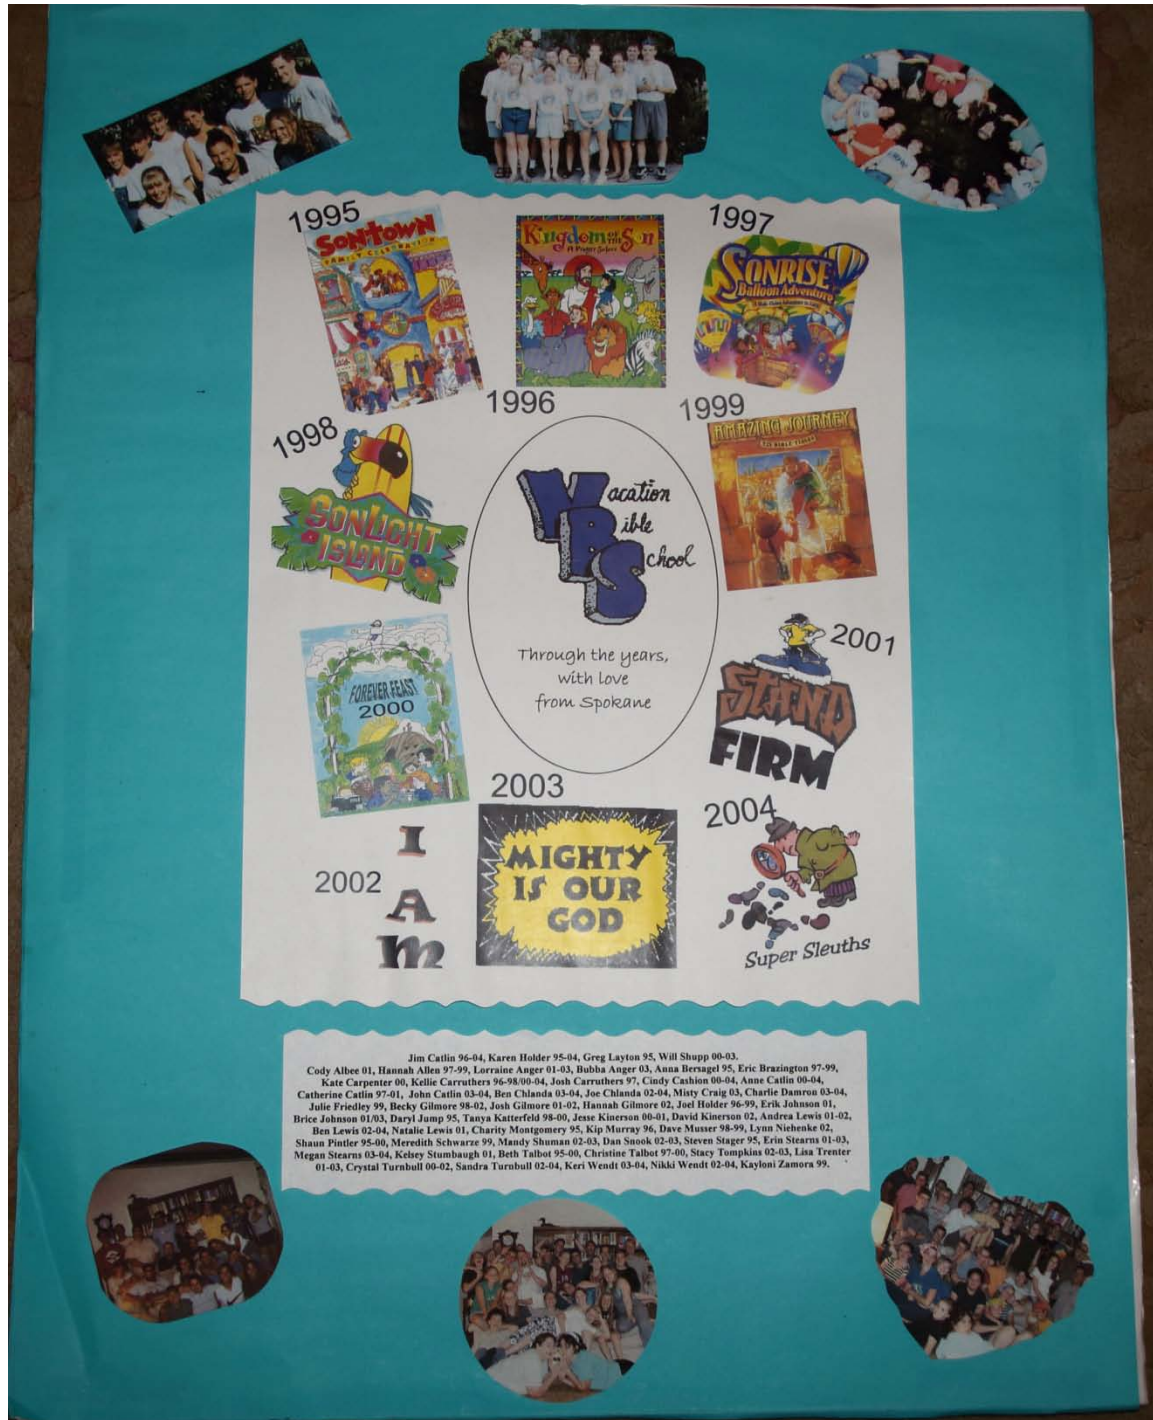 1995
SONTOWN
FAMILY CELEBRATION
Kingdom OF THE Son
A Prayer Safari
1996
1997
SONRISE
Balloon Adventure
1998
SONLIGHT
ISLAND
1999
AMAZING JOURNEY
TO BIBLE TIMES
Vacation
Bible
School
Through the years,
with love
from Spokane
FOREVER FEAST
2000
2001
STAND
FIRM
2002
I
AM
2003
MIGHTY
IS OUR
GOD
2004
Super Sleuths
Jim Catlin 96-04, Karen Holder 95-04, Greg Layton 95, Will Shupp 00-03.
Cody Albee 01, Hannah Allen 97-99, Lorraine Anger 01-03, Bubba Anger 03, Anna Bersagel 95, Eric Brazington 97-99,
Kate Carpenter 00, Kellie Carruthers 96-98/00-04, Josh Carruthers 97, Cindy Cashion 00-04, Anne Catlin 00-04,
Catherine Catlin 97-01, John Catlin 03-04, Ben Chlanda 03-04, Joe Chlanda 02-04, Misty Craig 03, Charlie Damron 03-04,
Julie Friedley 99, Becky Gilmore 98-02, Josh Gilmore 01-02, Hannah Gilmore 02, Joel Holder 96-99, Erik Johnson 01,
Brice Johnson 01/03, Daryl Jump 95, Tanya Katterfeld 98-00, Jesse Kinerson 00-01, David Kinerson 02, Andrea Lewis 01-02,
Ben Lewis 02-04, Natalie Lewis 01, Charity Montgomery 95, Kip Murray 96, Dave Musser 98-99, Lynn Niehenke 02,
Shaun Pintler 95-00, Meredith Schwarze 99, Mandy Shuman 02-03, Dan Snook 02-03, Steven Stager 95, Erin Stearns 01-03,
Megan Stearns 03-04, Kelsey Stumbaugh 01, Beth Talbot 95-00, Christine Talbot 97-00, Stacy Tompkins 02-03, Lisa Trenter
01-03, Crystal Turnbull 00-02, Sandra Turnbull 02-04, Keri Wendt 03-04, Nikki Wendt 02-04, Kayloni Zamora 99.